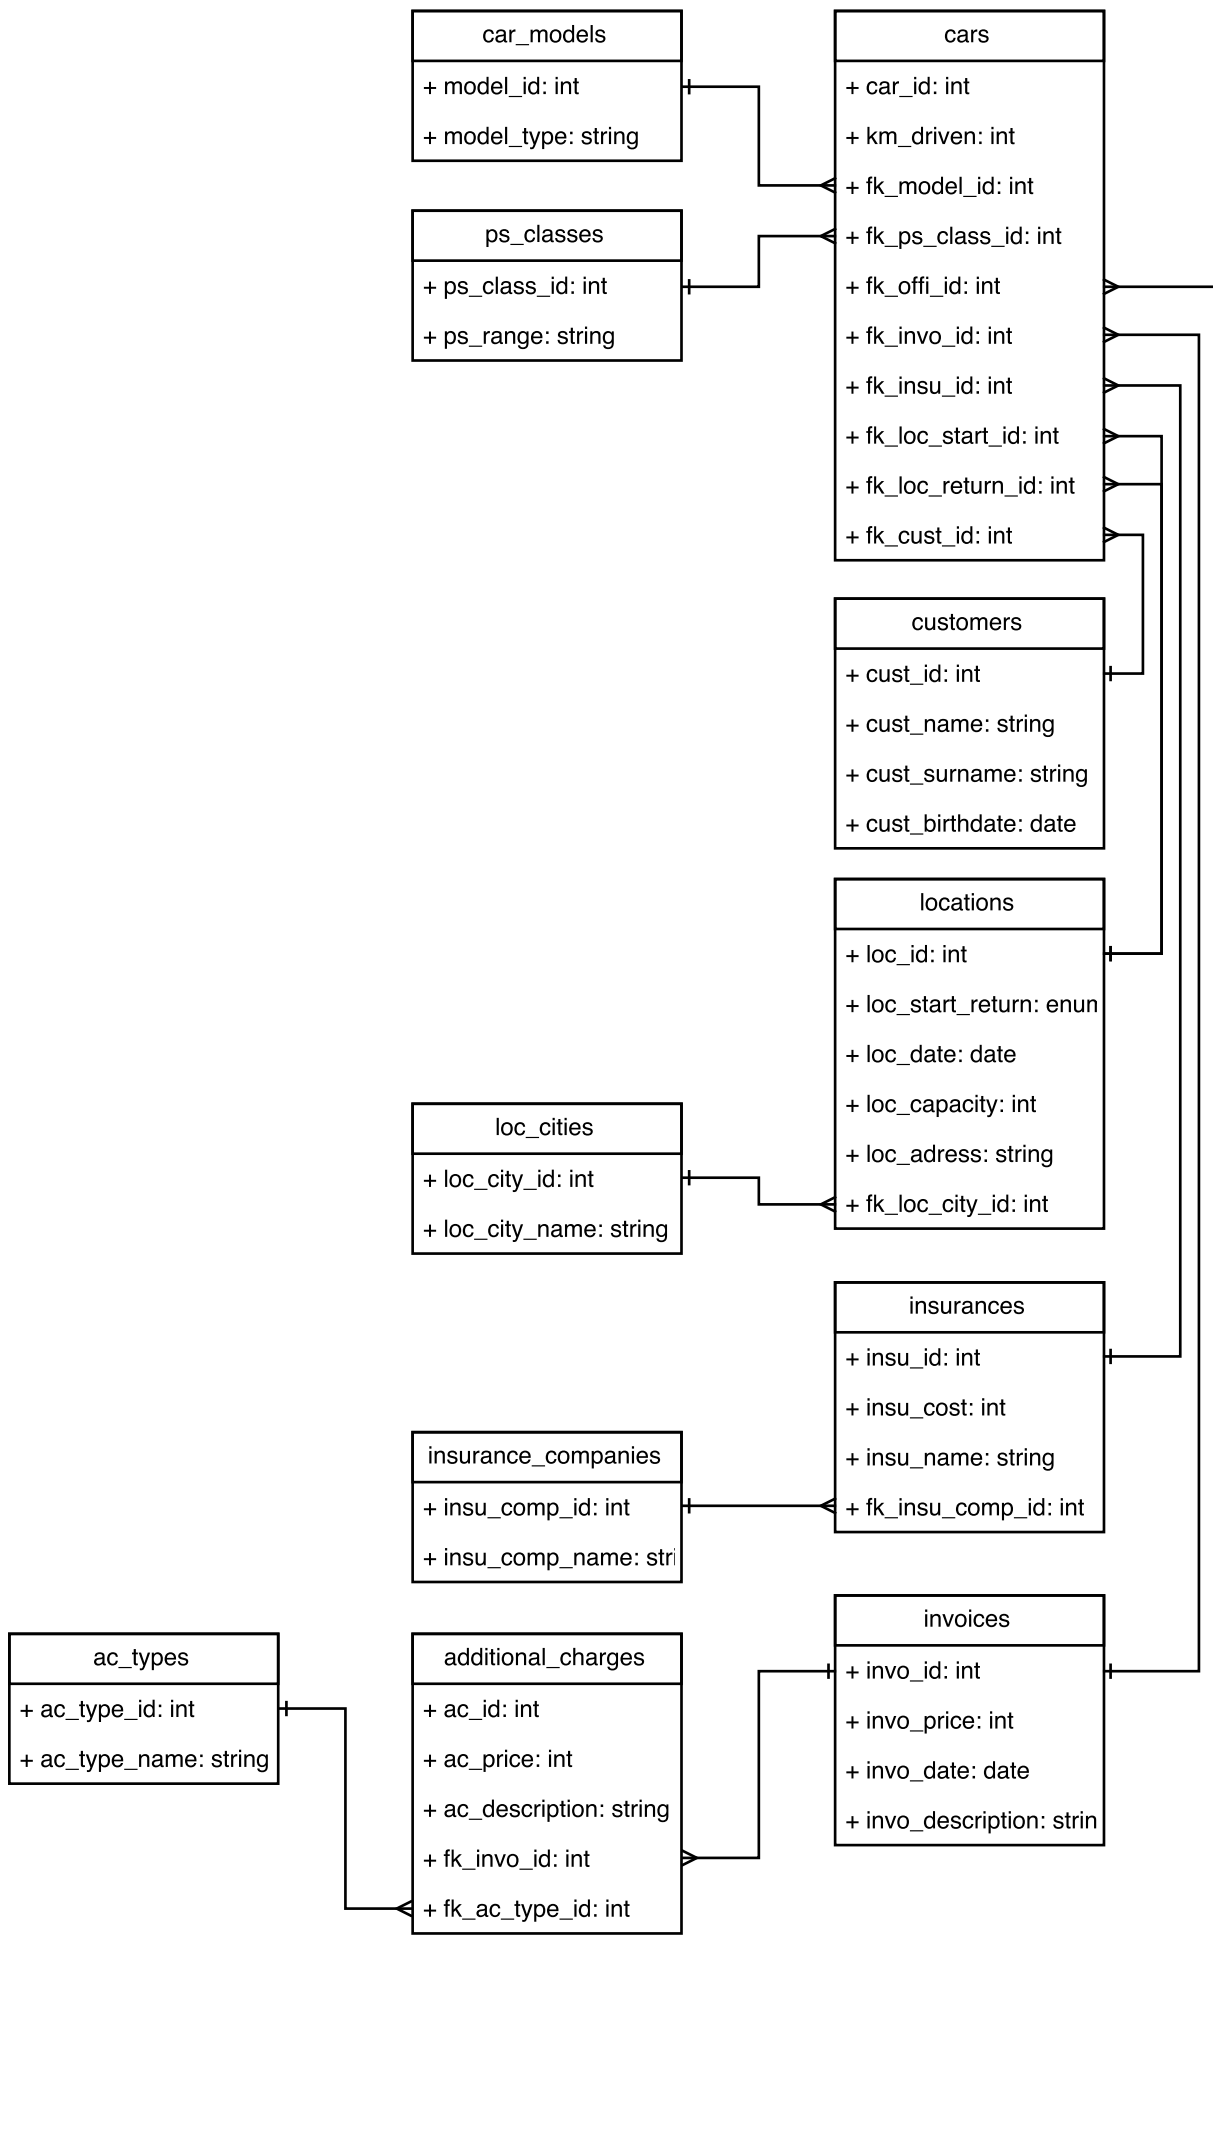 car_models
+ model_id: int
+ model_type: string
cars
+ car_id: int
+ km_driven: int
+ fk_model_id: int
+ fk_ps_class_id: int
+ fk_offi_id: int
+ fk_invo_id: int
+ fk_insu_id: int
+ fk_loc_start_id: int
+ fk_loc_return_id: int
+ fk_cust_id: int
ps_classes
+ ps_class_id: int
+ ps_range: string
customers
+ cust_id: int
+ cust_name: string
+ cust_surname: string
+ cust_birthdate: date
locations
+ loc_id: int
+ loc_start_return: enun
+ loc_date: date
+ loc_capacity: int
+ loc_adress: string
+ fk_loc_city_id: int
loc_cities
+ loc_city_id: int
+ loc_city_name: string
insurances
+ insu_id: int
+ insu_cost: int
+ insu_name: string
+ fk_insu_comp_id: int
insurance_companies
+ insu_comp_id: int
+ insu_comp_name: stri
invoices
+ invo_id: int
+ invo_price: int
+ invo_date: date
+ invo_description: strin
ac_types
+ ac_type_id: int
+ ac_type_name: string
additional_charges
+ ac_id: int
+ ac_price: int
+ ac_description: string
+ fk_invo_id: int
+ fk_ac_type_id: int